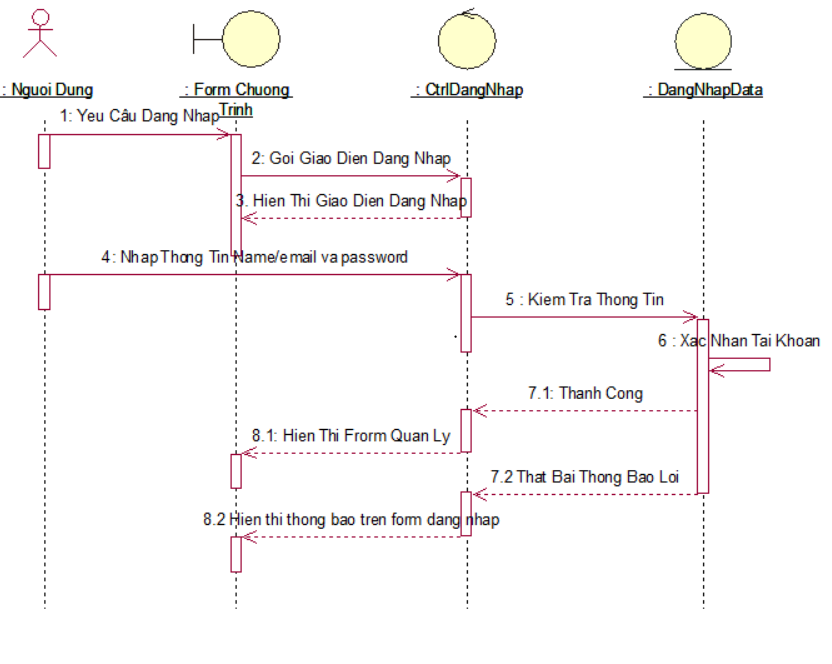 : Nguoi Dung
: Form Chuong
Trinh
: CtrlDangNhap
: DangNhapData
1: Yeu Câu Dang Nhap
2: Goi Giao Dien Dang Nhap
3. Hien Thi Giao Dien Dang Nhap
4: Nhap Thong Tin Name/email va password
5 : Kiem Tra Thong Tin
6 : Xac Nhan Tai Khoan
7.1: Thanh Cong
8.1: Hien Thi Frorm Quan Ly
7.2 That Bai Thong Bao Loi
8.2 Hien thi thong bao tren form dang nhap